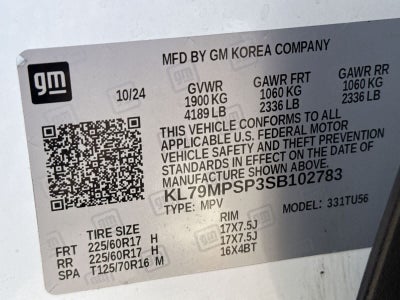 MFD BY GM KOREA COMPANY
gm
10/24 GVWR GAWR FRT GAWR RR
1900 KG 1060 KG 1060 KG
4189 LB 2336 LB 2336 LB
THIS VEHICLE CONFORMS TO ALL
APPLICABLE U.S. FEDERAL MOTOR
VEHICLE SAFETY AND THEFT PREVENTION
STANDARDS IN EFFECT ON THE DATE OF
MANUFACTURE SHOWN ABOVE.
KL79MPSP3SB102783
TYPE: MPV MODEL: 331TU56
TIRE SIZE RIM
FRT 225/60R17 H 17X7.5J
RR 225/60R17 H 17X7.5J
SPA T125/70R16 M 16X4BT